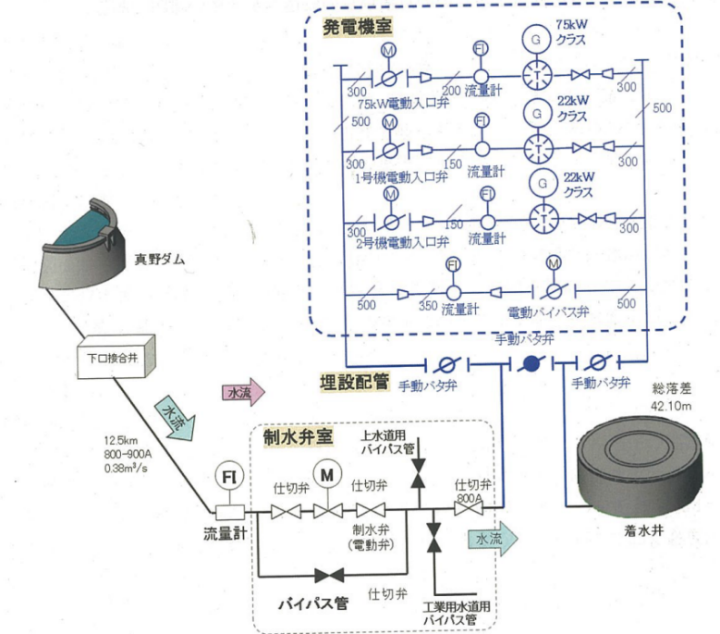 発電機室
75kW
クラス
G
M
FI
T
300
200
流量計
300
75kW電動入口弁
500
500
22kW
クラス
G
M
FI
T
300
150
流量計
300
1号機電動入口弁
22kW
クラス
G
M
FI
T
300
150
流量計
300
2号機電動入口弁
FI
M
500
350
流量計
電動バイパス弁
500
真野ダム
下口接合井
手動バタ弁
手動バタ弁
手動バタ弁
埋設配管
水流
水流
総落差
42.10m
12.5km
800-900A
0.38m³/s
制水弁室
上水道用
バイパス管
FI
仕切弁
M
仕切弁
仕切弁
800A
流量計
制水弁
(電動弁)
水流
着水井
仕切弁
バイパス管
工業用水道用
バイパス管